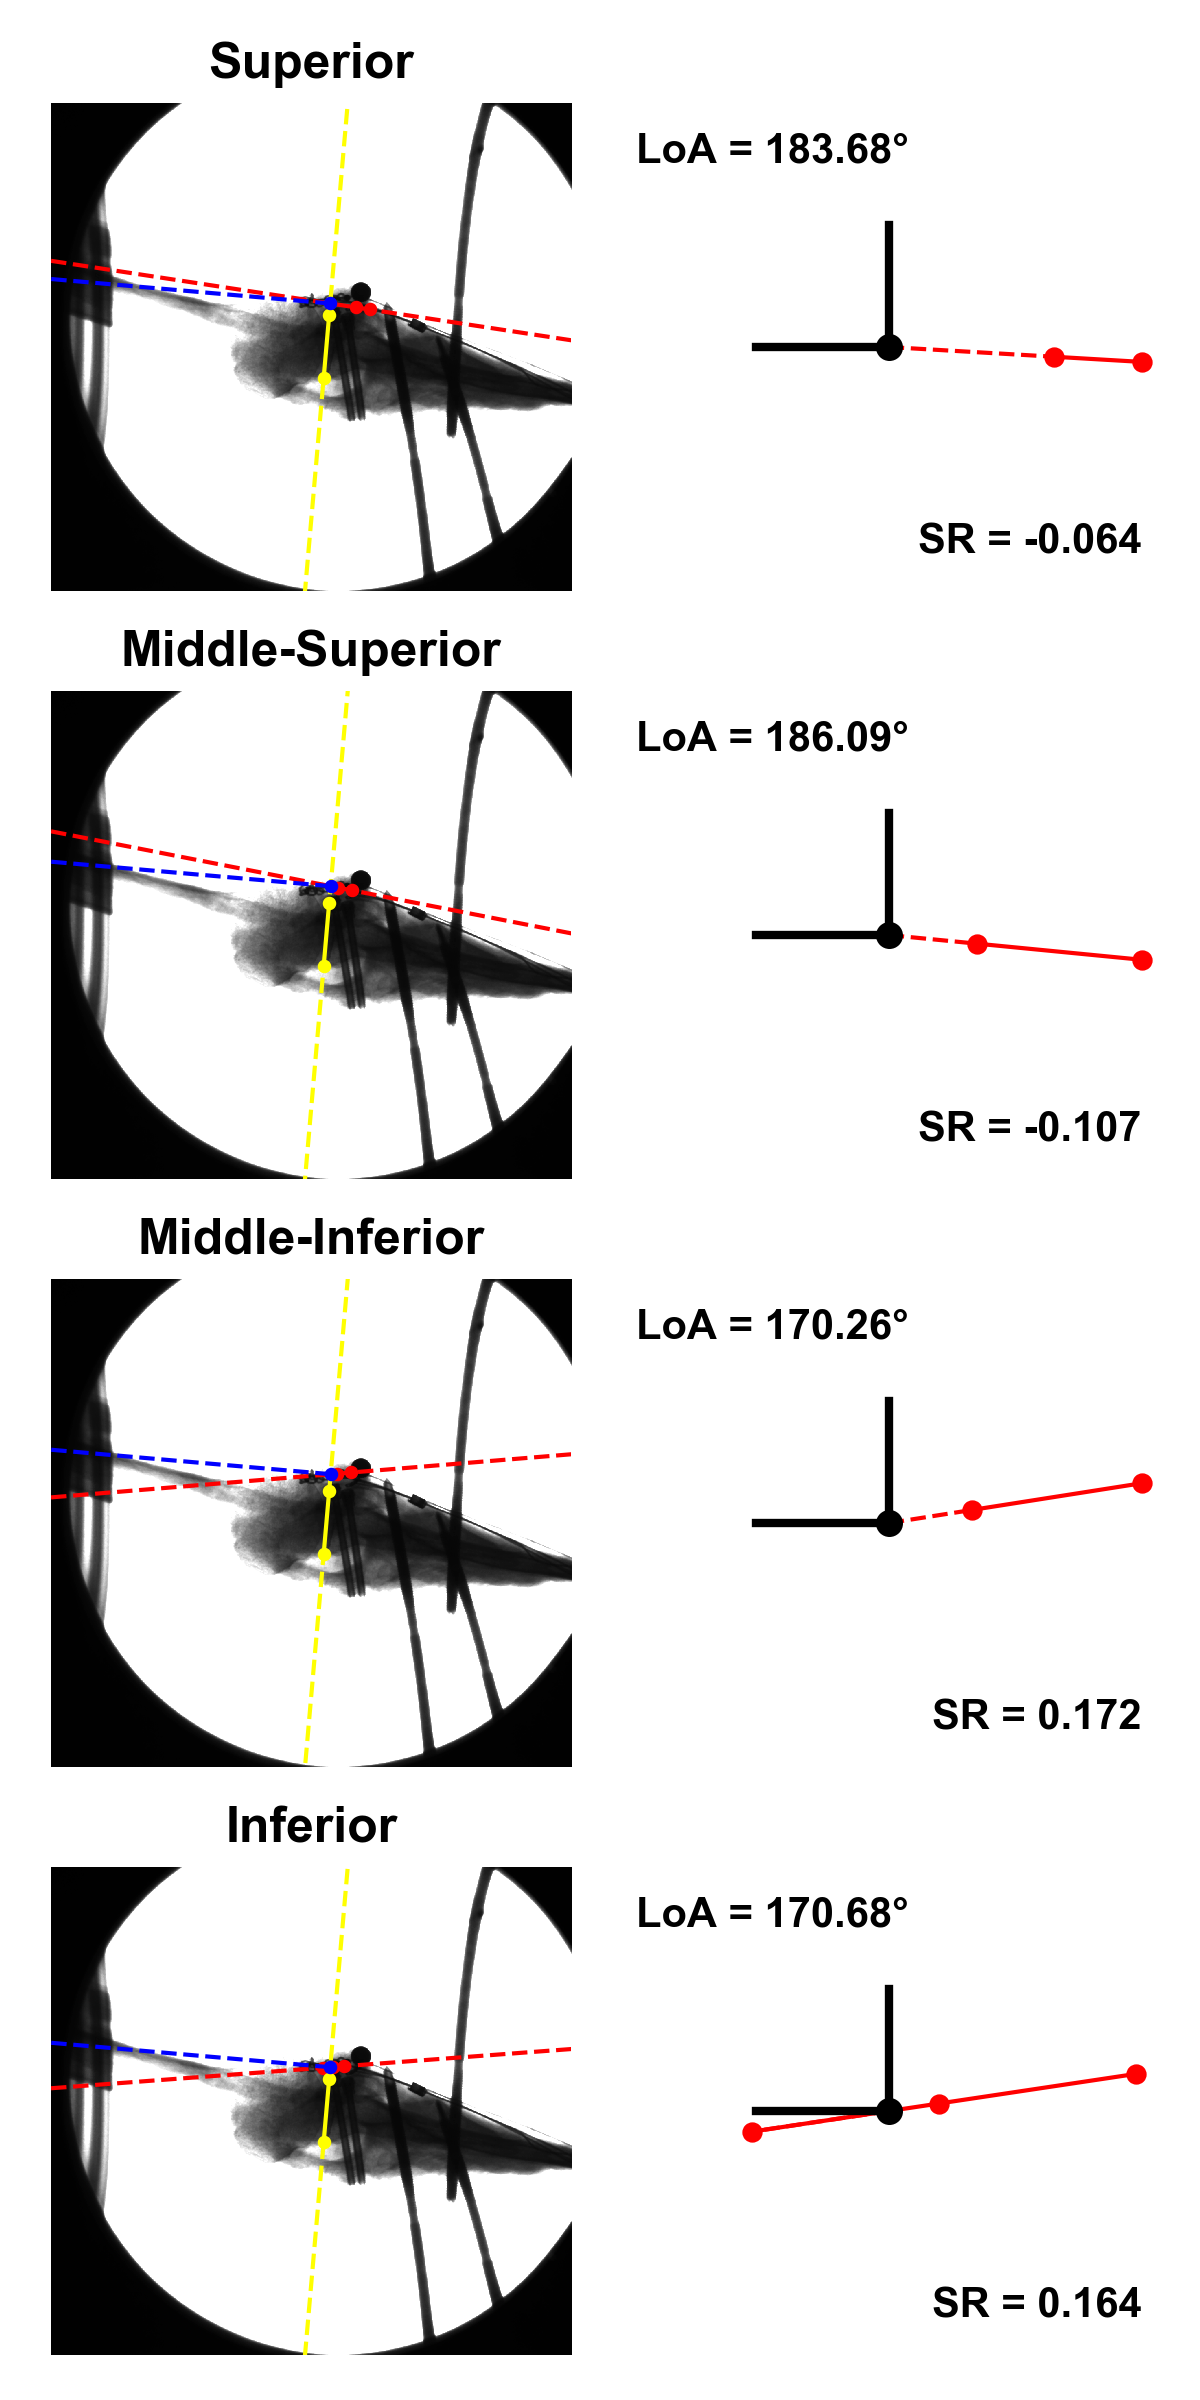 Superior
LoA = 183.68°
SR = -0.064
Middle-Superior
LoA = 186.09°
SR = -0.107
Middle-Inferior
LoA = 170.26°
SR = 0.172
Inferior
LoA = 170.68°
SR = 0.164